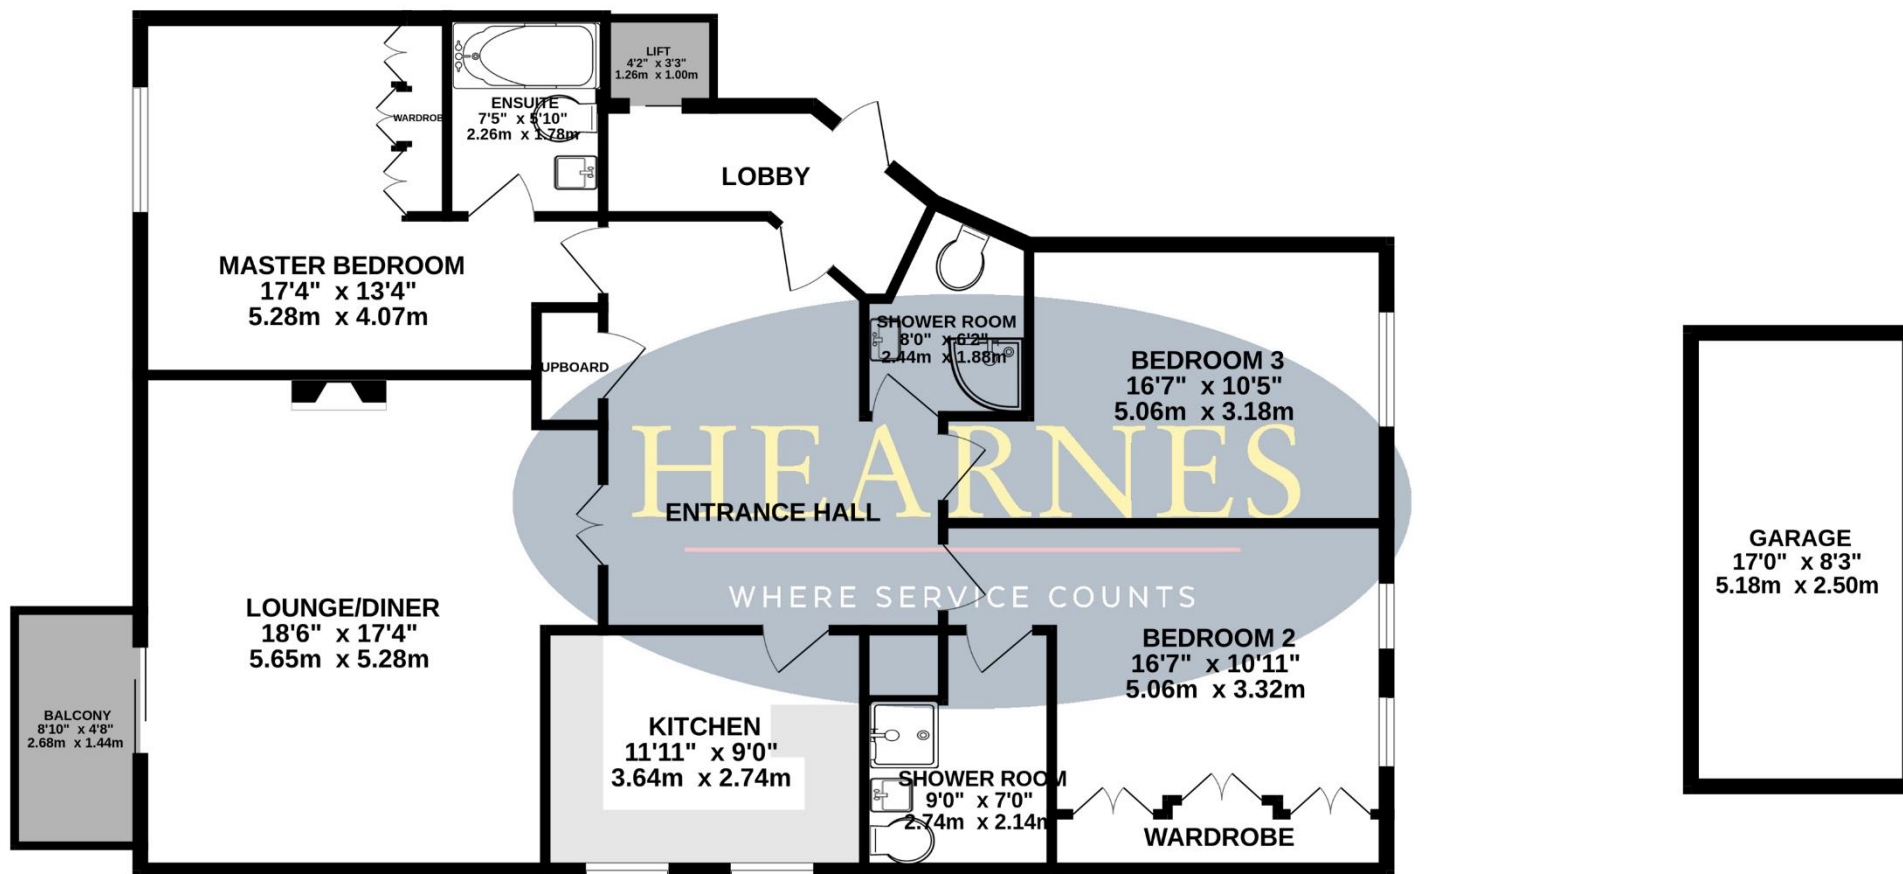 LIFT
4'2" x 3'3"
1.26m x 1.00m
ENSUITE
7'5" x 5'10"
2.26m x 1.78m
WARDROBE
LOBBY
MASTER BEDROOM
17'4" x 13'4"
5.28m x 4.07m
SHOWER ROOM
8'0" x 6'2"
2.44m x 1.88m
UPBOARD
BEDROOM 3
16'7" x 10'5"
5.06m x 3.18m
HEARNES
ENTRANCE HALL
WHERE SERVICE COUNTS
GARAGE
17'0" x 8'3"
5.18m x 2.50m
LOUNGE/DINER
18'6" x 17'4"
5.65m x 5.28m
BEDROOM 2
16'7" x 10'11"
5.06m x 3.32m
BALCONY
8'10" x 4'8"
2.68m x 1.44m
KITCHEN
11'11" x 9'0"
3.64m x 2.74m
SHOWER ROOM
9'0" x 7'0"
2.74m x 2.14m
WARDROBE